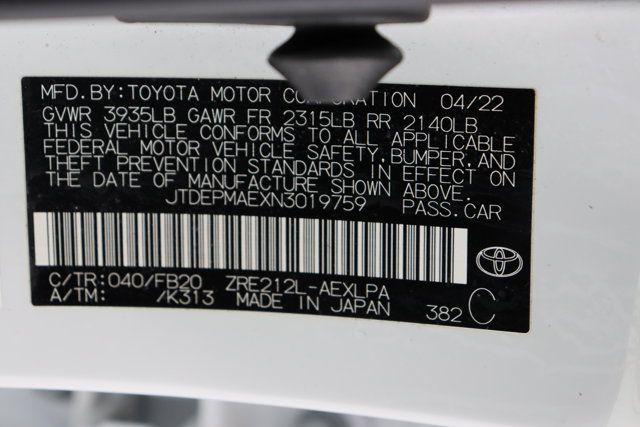 MFD.BY:TOYOTA MOTOR CORPORATION 04/22
GVWR 3935LB GAWR FR 2315LB RR 2140LB
THIS VEHICLE CONFORMS TO ALL APPLICABLE
FEDERAL MOTOR VEHICLE SAFETY,BUMPER,AND
THEFT PREVENTION STANDARDS IN EFFECT ON
THE DATE OF MANUFACTURE SHOWN ABOVE.
JTDEPMAEXN3019759 PASS.CAR
C/TR:040/FB20 ZRE212L-AEXLPA
A/TM: /K313 MADE IN JAPAN 382 C